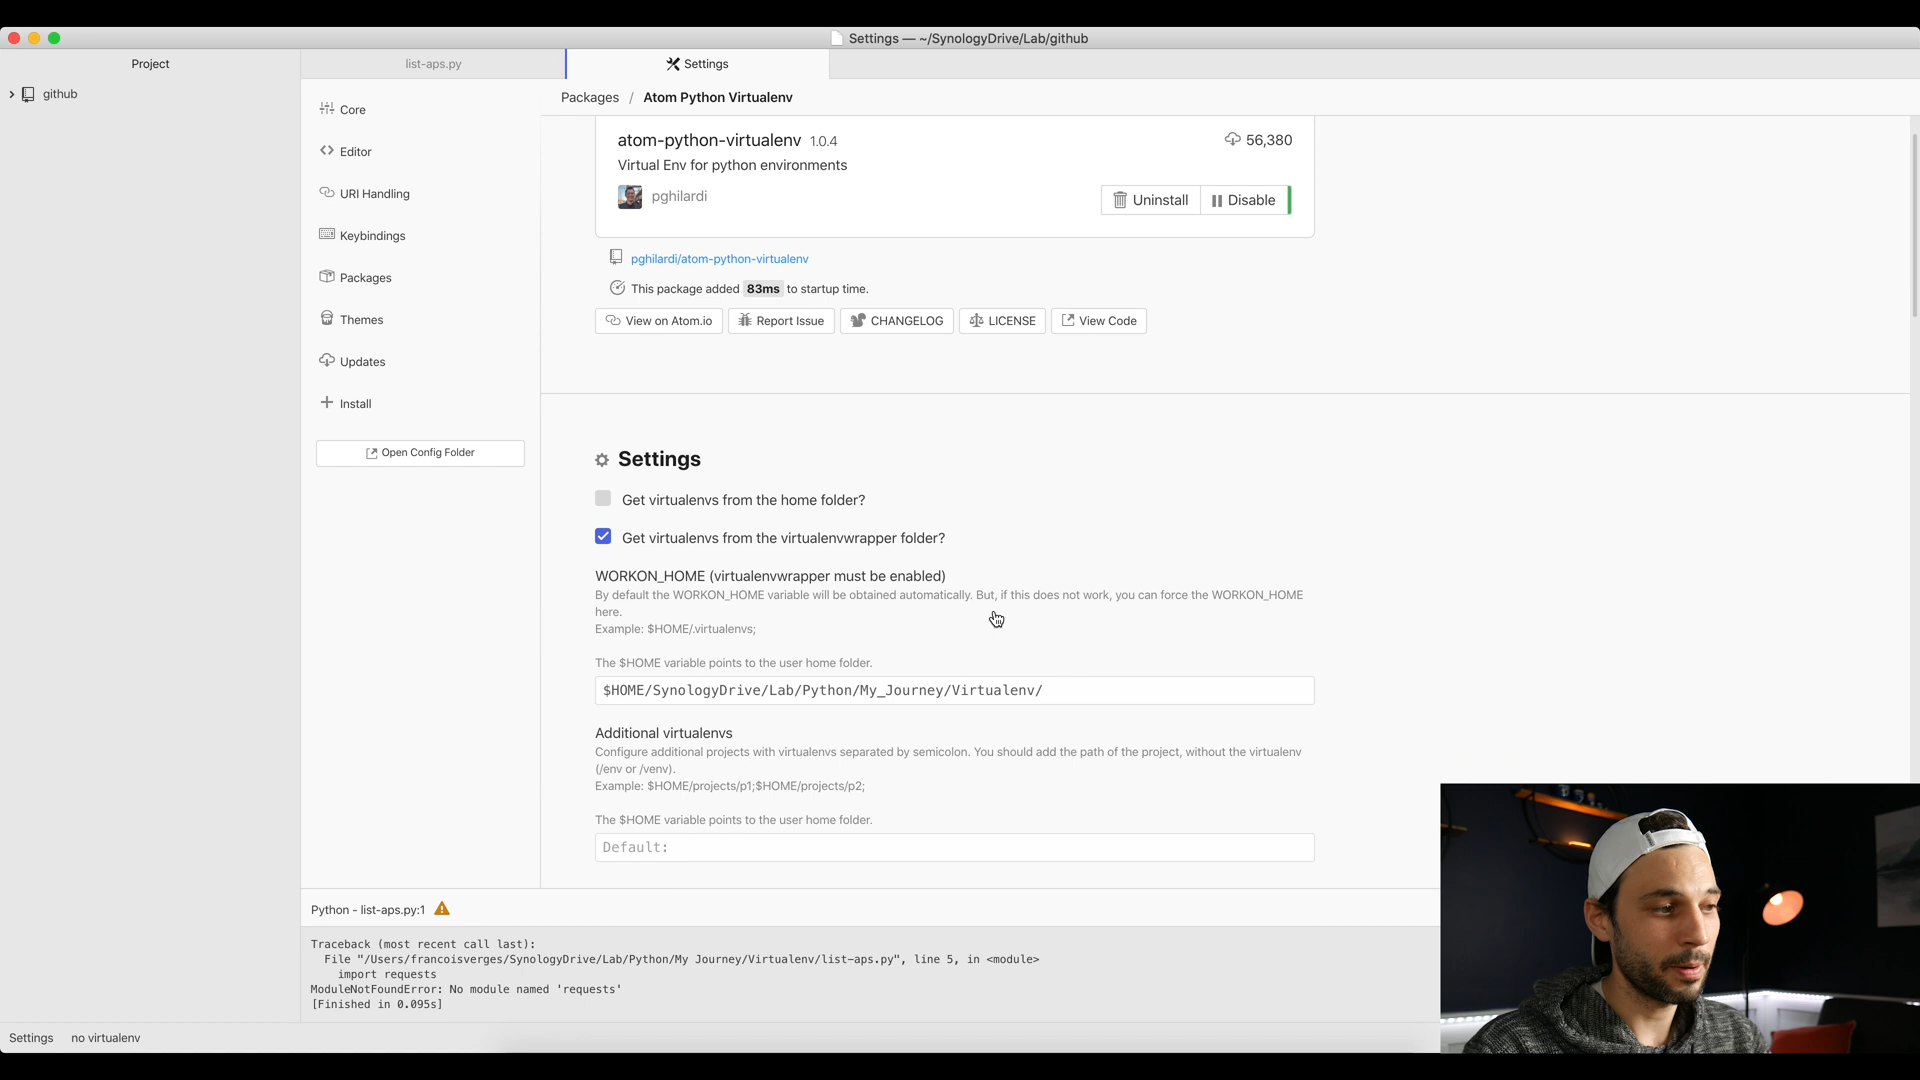 Settings — ~/SynologyDrive/Lab/github
Project
list-aps.py
Settings
github
Core
Editor
URI Handling
Keybindings
Packages
Themes
Updates
Install
Open Config Folder
Packages / Atom Python Virtualenv
atom-python-virtualenv 1.0.4
56,380
Virtual Env for python environments
pghilardi
Uninstall
Disable
pghilardi/atom-python-virtualenv
This package added 83ms to startup time.
View on Atom.io
Report Issue
CHANGELOG
LICENSE
View Code
Settings
Get virtualenvs from the home folder?
Get virtualenvs from the virtualenvwrapper folder?
WORKON_HOME (virtualenvwrapper must be enabled)
By default the WORKON_HOME variable will be obtained automatically. But, if this does not work, you can force the WORKON_HOME
here.
Example: $HOME/.virtualenvs;
The $HOME variable points to the user home folder.
$HOME/SynologyDrive/Lab/Python/My_Journey/Virtualenv/
Additional virtualenvs
Configure additional projects with virtualenvs separated by semicolon. You should add the path of the project, without the virtualenv
(/env or /venv).
Example: $HOME/projects/p1;$HOME/projects/p2;
The $HOME variable points to the user home folder.
Default:
Python - list-aps.py:1
Traceback (most recent call last):
File "/Users/francoisverges/SynologyDrive/Lab/Python/My Journey/Virtualenv/list-aps.py", line 5, in <module>
import requests
ModuleNotFoundError: No module named 'requests'
[Finished in 0.095s]
Settings
no virtualenv